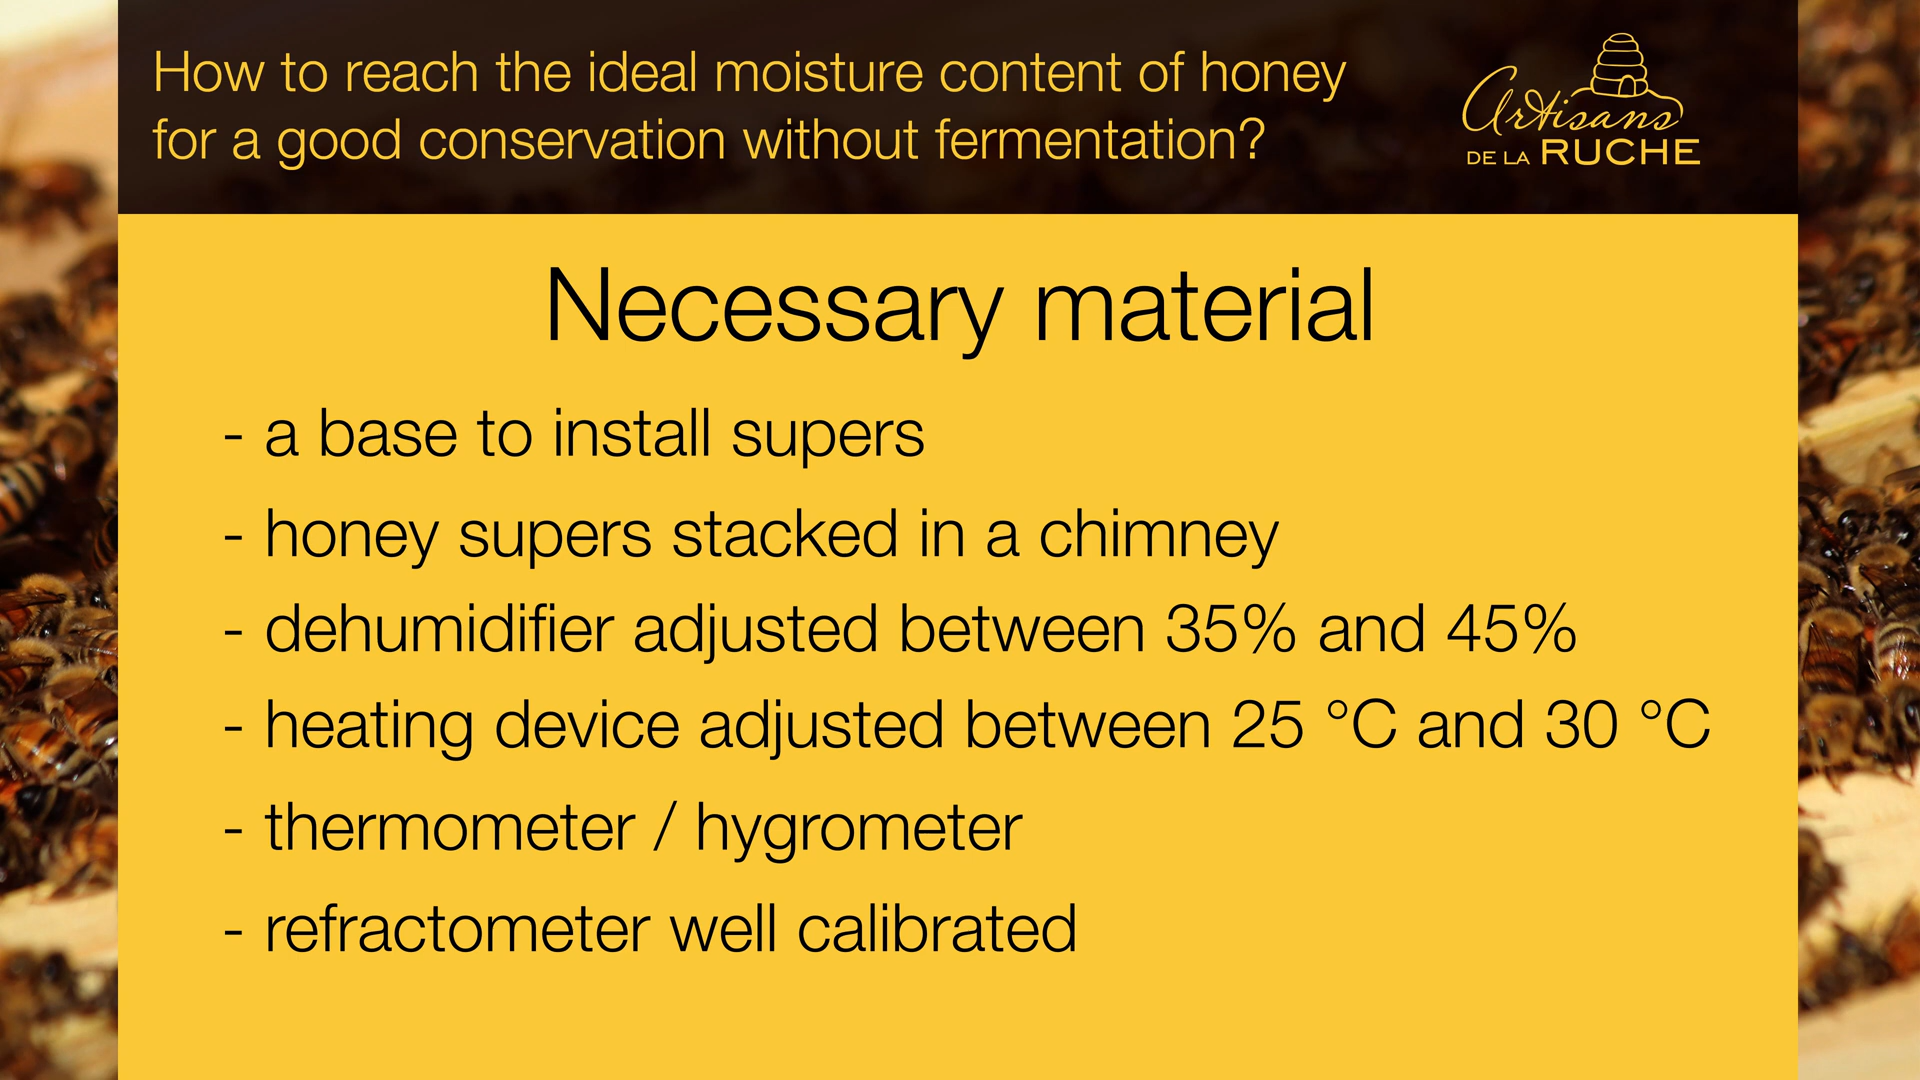 How to reach the ideal moisture content of honey
for a good conservation without fermentation?
Artisans
DE LA RUCHE
Necessary material
- a base to install supers
- honey supers stacked in a chimney
- dehumidifier adjusted between 35% and 45%
- heating device adjusted between 25 °C and 30 °C
- thermometer / hygrometer
- refractometer well calibrated